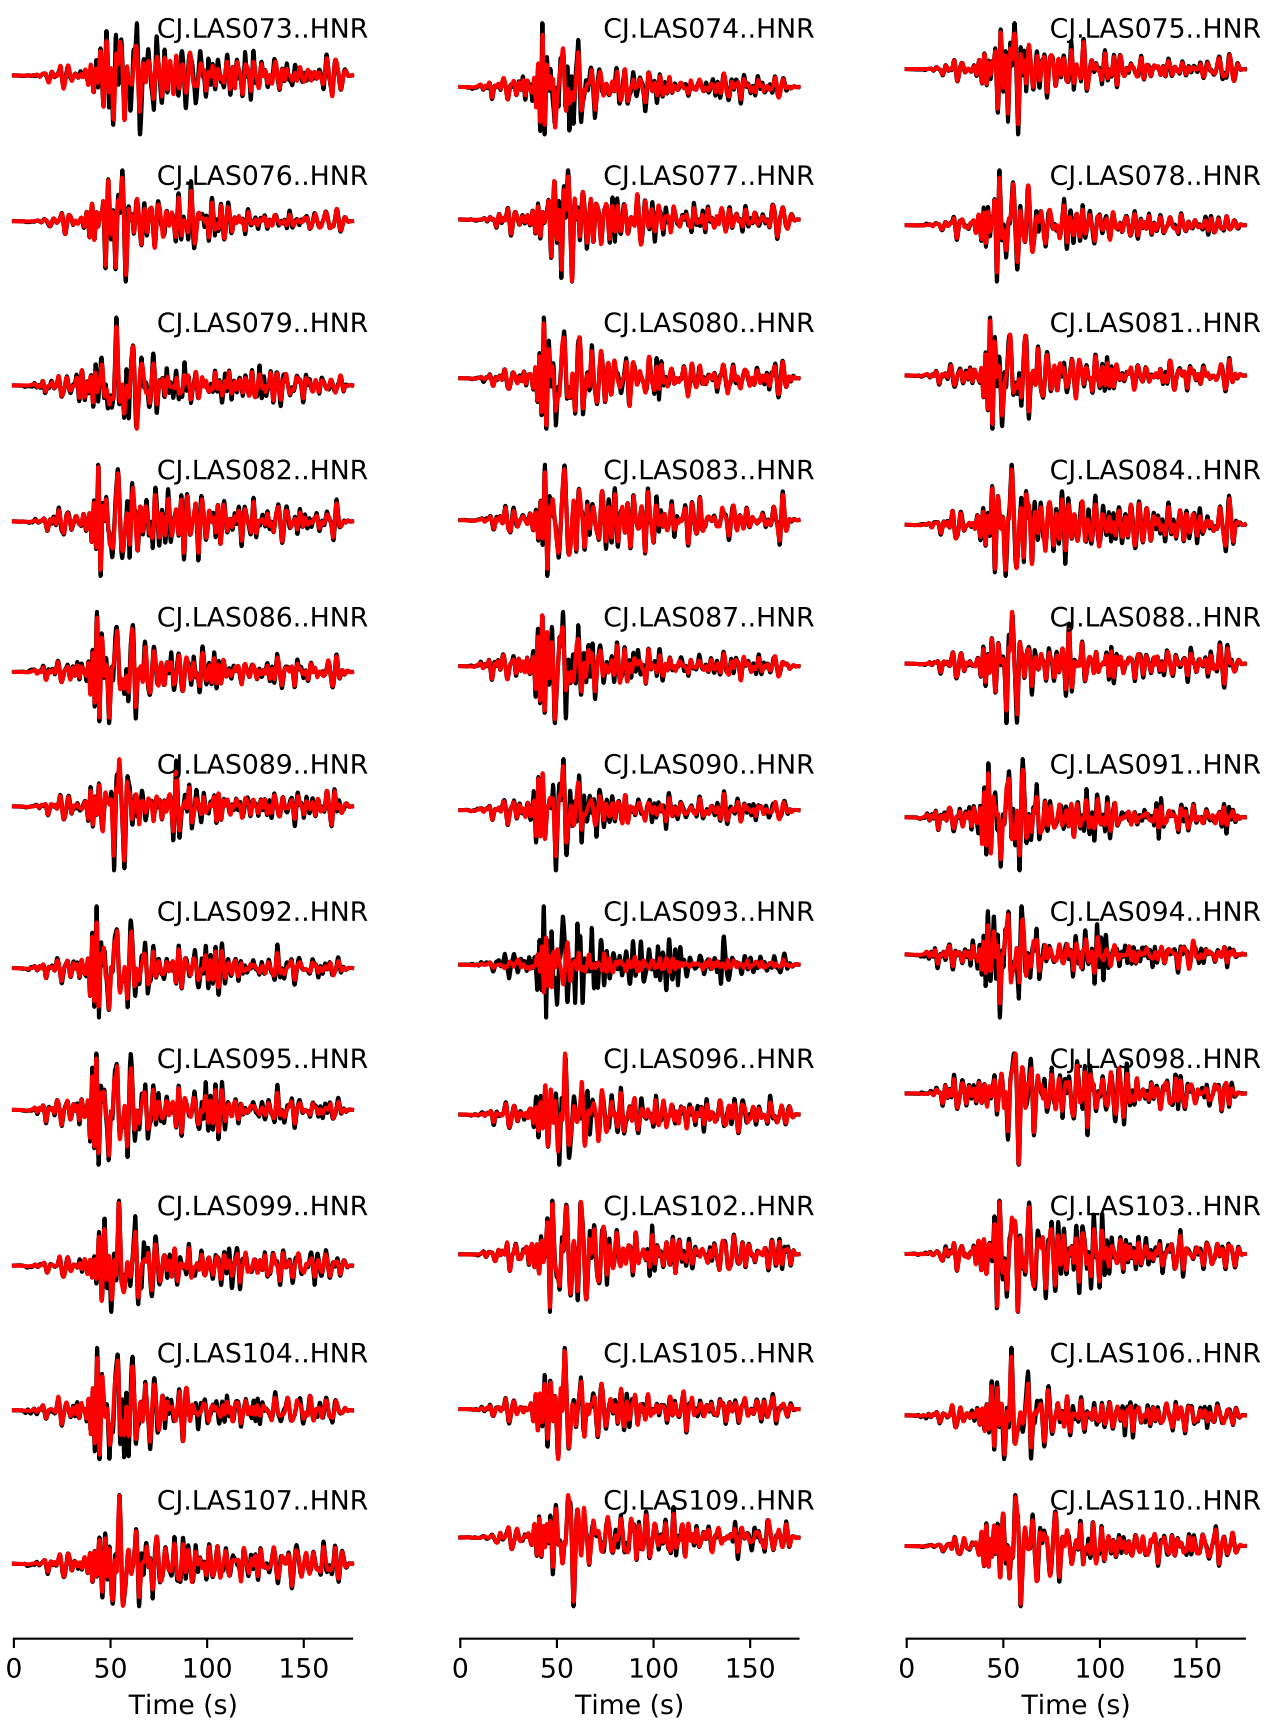 CJ.LAS073..HNR CJ.LAS074..HNR CJ.LAS075..HNR
CJ.LAS076..HNR CJ.LAS077..HNR CJ.LAS078..HNR
CJ.LAS079..HNR CJ.LAS080..HNR CJ.LAS081..HNR
CJ.LAS082..HNR CJ.LAS083..HNR CJ.LAS084..HNR
CJ.LAS086..HNR CJ.LAS087..HNR CJ.LAS088..HNR
CJ.LAS089..HNR CJ.LAS090..HNR CJ.LAS091..HNR
CJ.LAS092..HNR CJ.LAS093..HNR CJ.LAS094..HNR
CJ.LAS095..HNR CJ.LAS096..HNR CJ.LAS098..HNR
CJ.LAS099..HNR CJ.LAS102..HNR CJ.LAS103..HNR
CJ.LAS104..HNR CJ.LAS105..HNR CJ.LAS106..HNR
CJ.LAS107..HNR CJ.LAS109..HNR CJ.LAS110..HNR
0 50 100 150 0 50 100 150 0 50 100 150
Time (s) Time (s) Time (s)